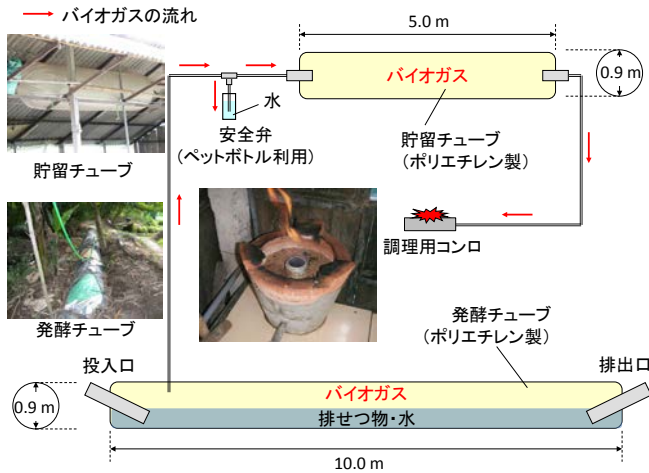 バイオガスの流れ
5.0 m
バイオガス
0.9 m
水
安全弁
(ペットボトル利用)
貯留チューブ
(ポリエチレン製)
貯留チューブ
調理用コンロ
発酵チューブ
発酵チューブ
(ポリエチレン製)
投入口
排出口
0.9 m
バイオガス
排せつ物・水
10.0 m